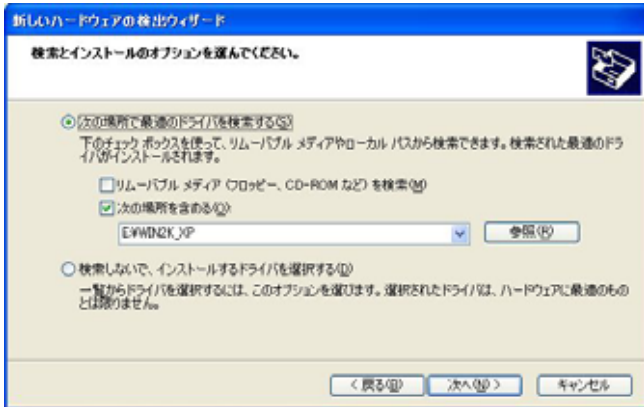 新しいハードウェアの検出ウィザード
検索とインストールのオプションを選んでください。
次の場所で最適のドライバを検索する(S)
下のチェック ボックスを使って、リムーバブル メディアやローカル パスから検索できます。検索された最適のドラ
イバがインストールされます。
リムーバブル メディア (フロッピー、CD-ROM など) を検索(M)
次の場所を含める(O):
E:¥WIN2K_XP
参照(R)
検索しないで、インストールするドライバを選択する(D)
一覧からドライバを選択するには、このオプションを選びます。選択されたドライバは、ハードウェアに最適のもの
とは限りません。
< 戻る(B)
次へ(N) >
キャンセル